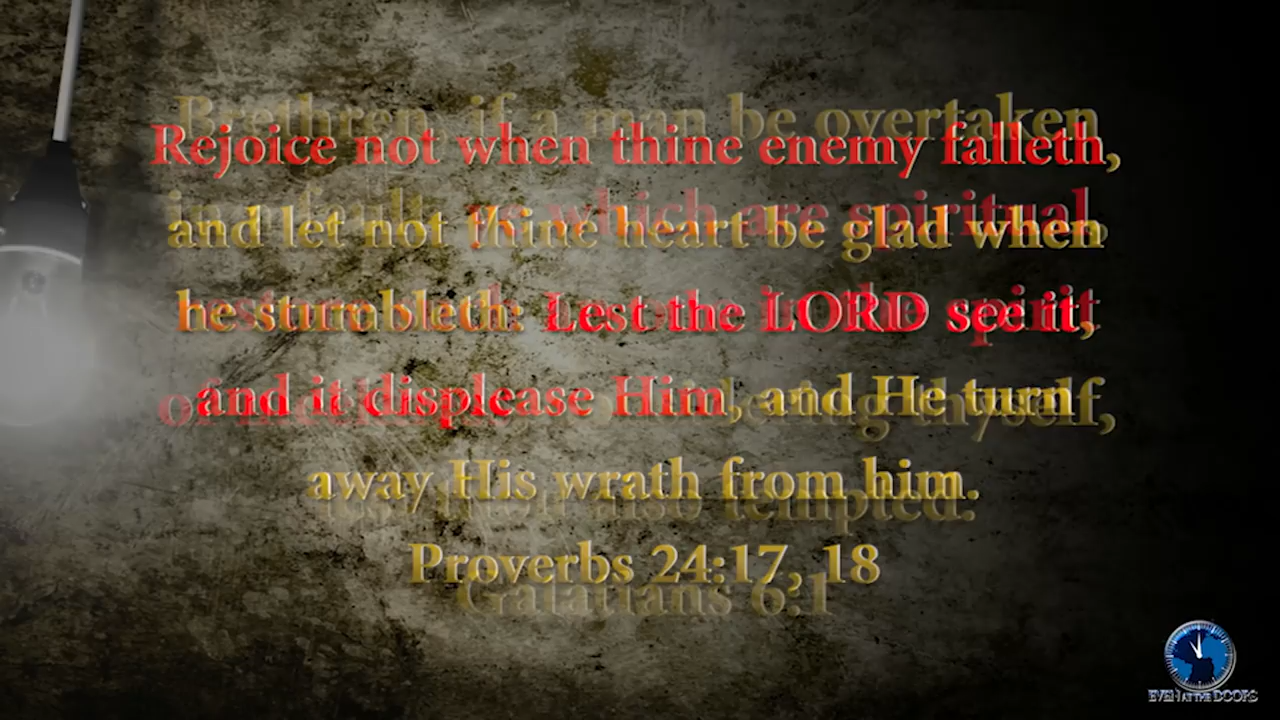 Rejoice not when thine enemy falleth,
and let not thine heart be glad when
he stumbleth: Lest the LORD see it,
and it displease Him, and He turn
away His wrath from him.
Proverbs 24:17, 18
Brethren, if a man be overtaken
in a fault, ye which are spiritual,
restore such a one in the spirit
of meekness; considering thyself,
lest thou also be tempted.
Galatians 6:1
EVEN AT THE DOORS